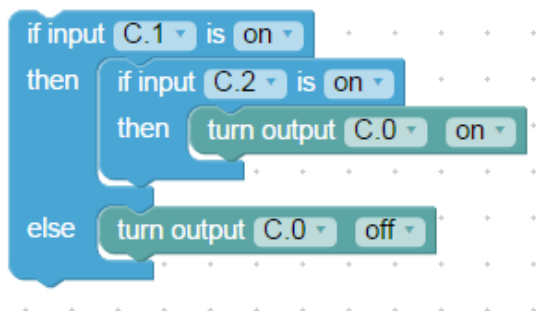 if input C.1 is on
then if input C.2 is on
then turn output C.0 on
else turn output C.0 off